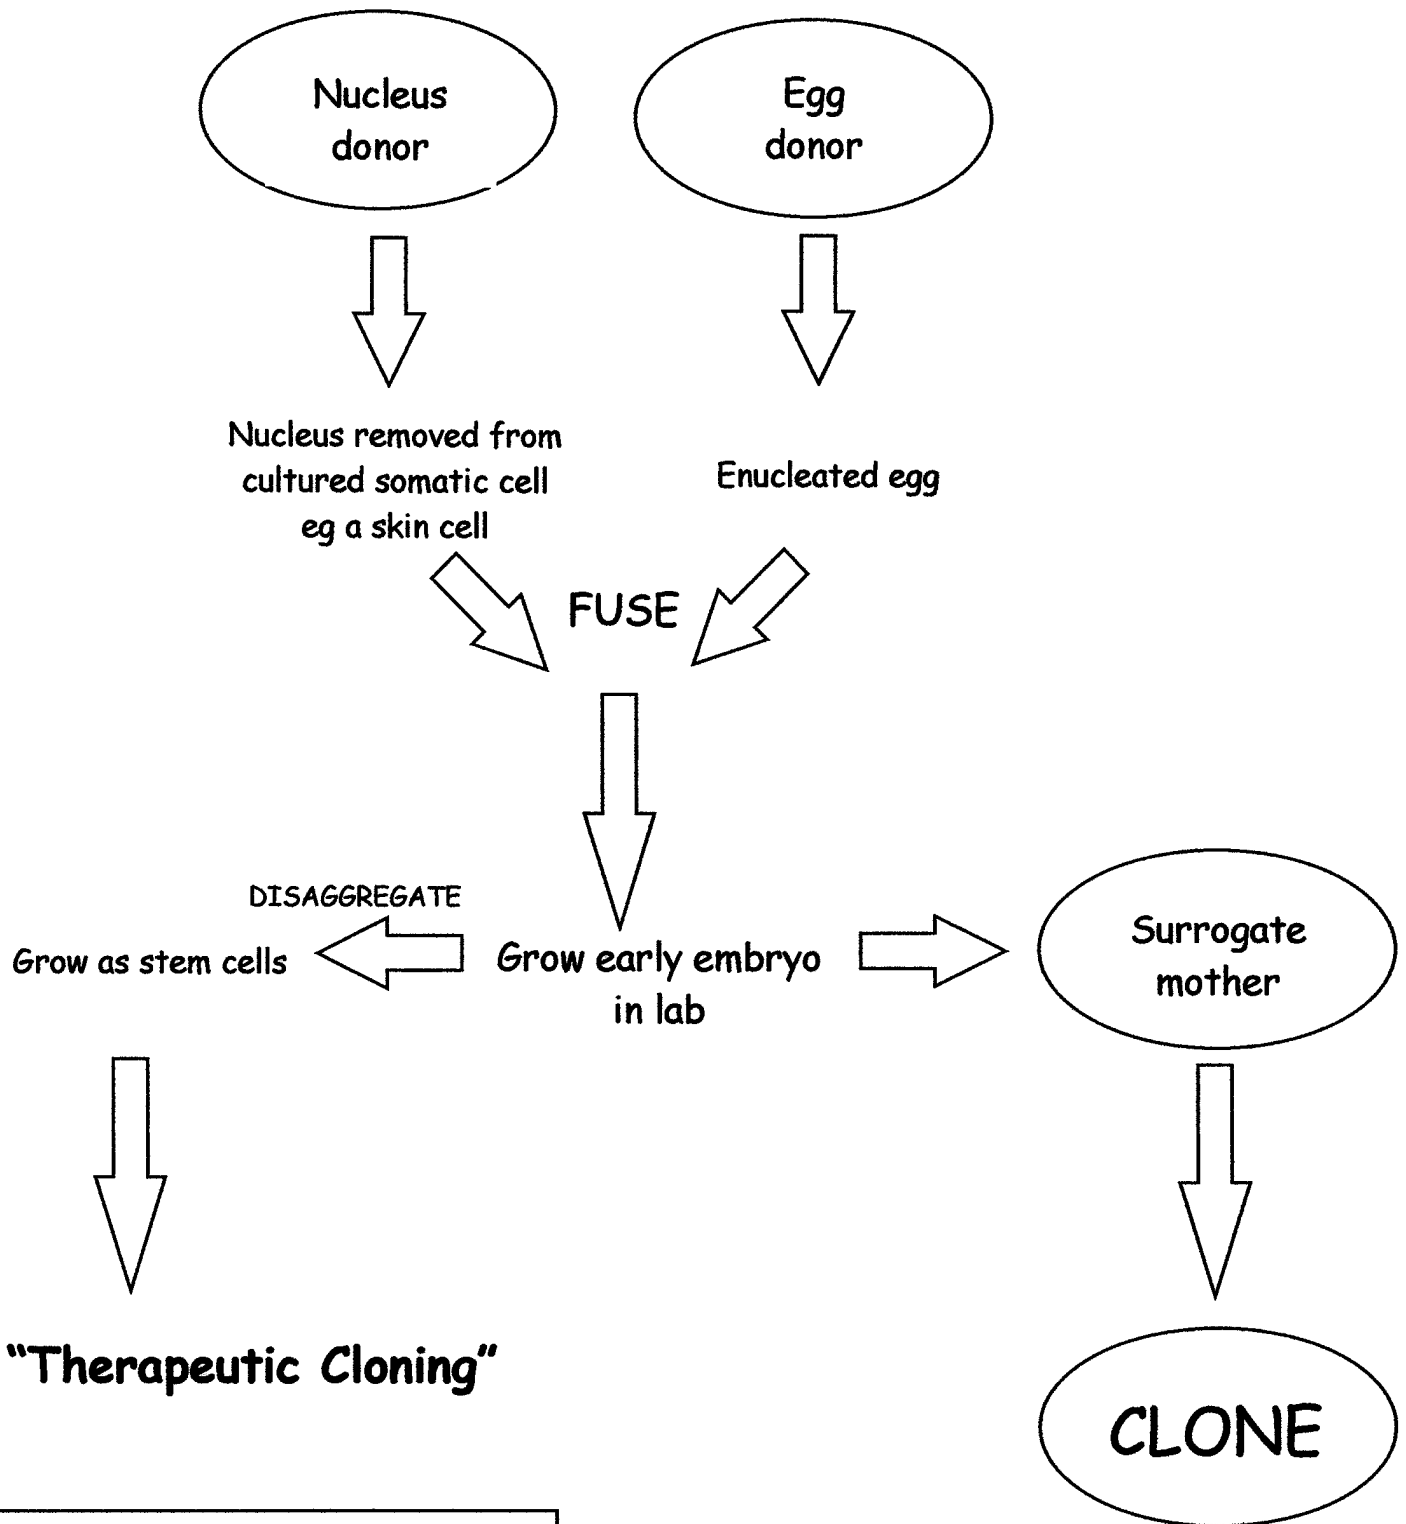 Nucleus
donor
Egg
donor
Nucleus removed from
cultured somatic cell
eg a skin cell
Enucleated egg
FUSE
DISAGGREGATE
Grow as stem cells
Grow early embryo
in lab
Surrogate
mother
“Therapeutic Cloning”
CLONE